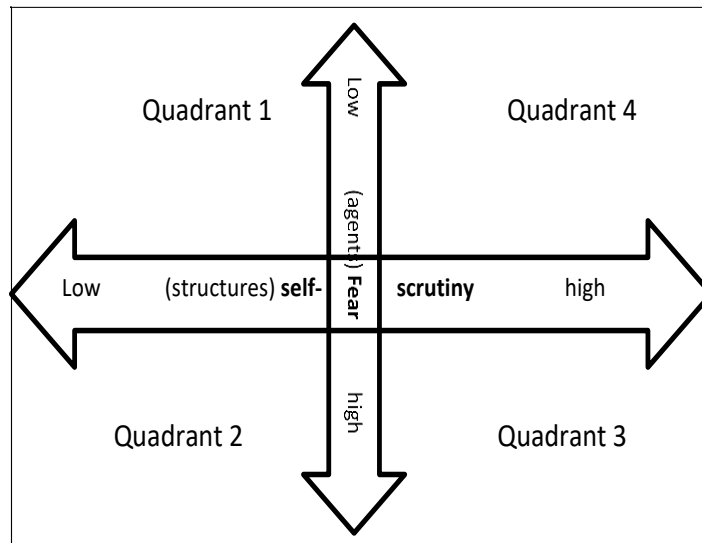 Quadrant 1
Quadrant 4
Low (agents) Fear high
Low (structures) self- scrutiny high
Quadrant 2
Quadrant 3